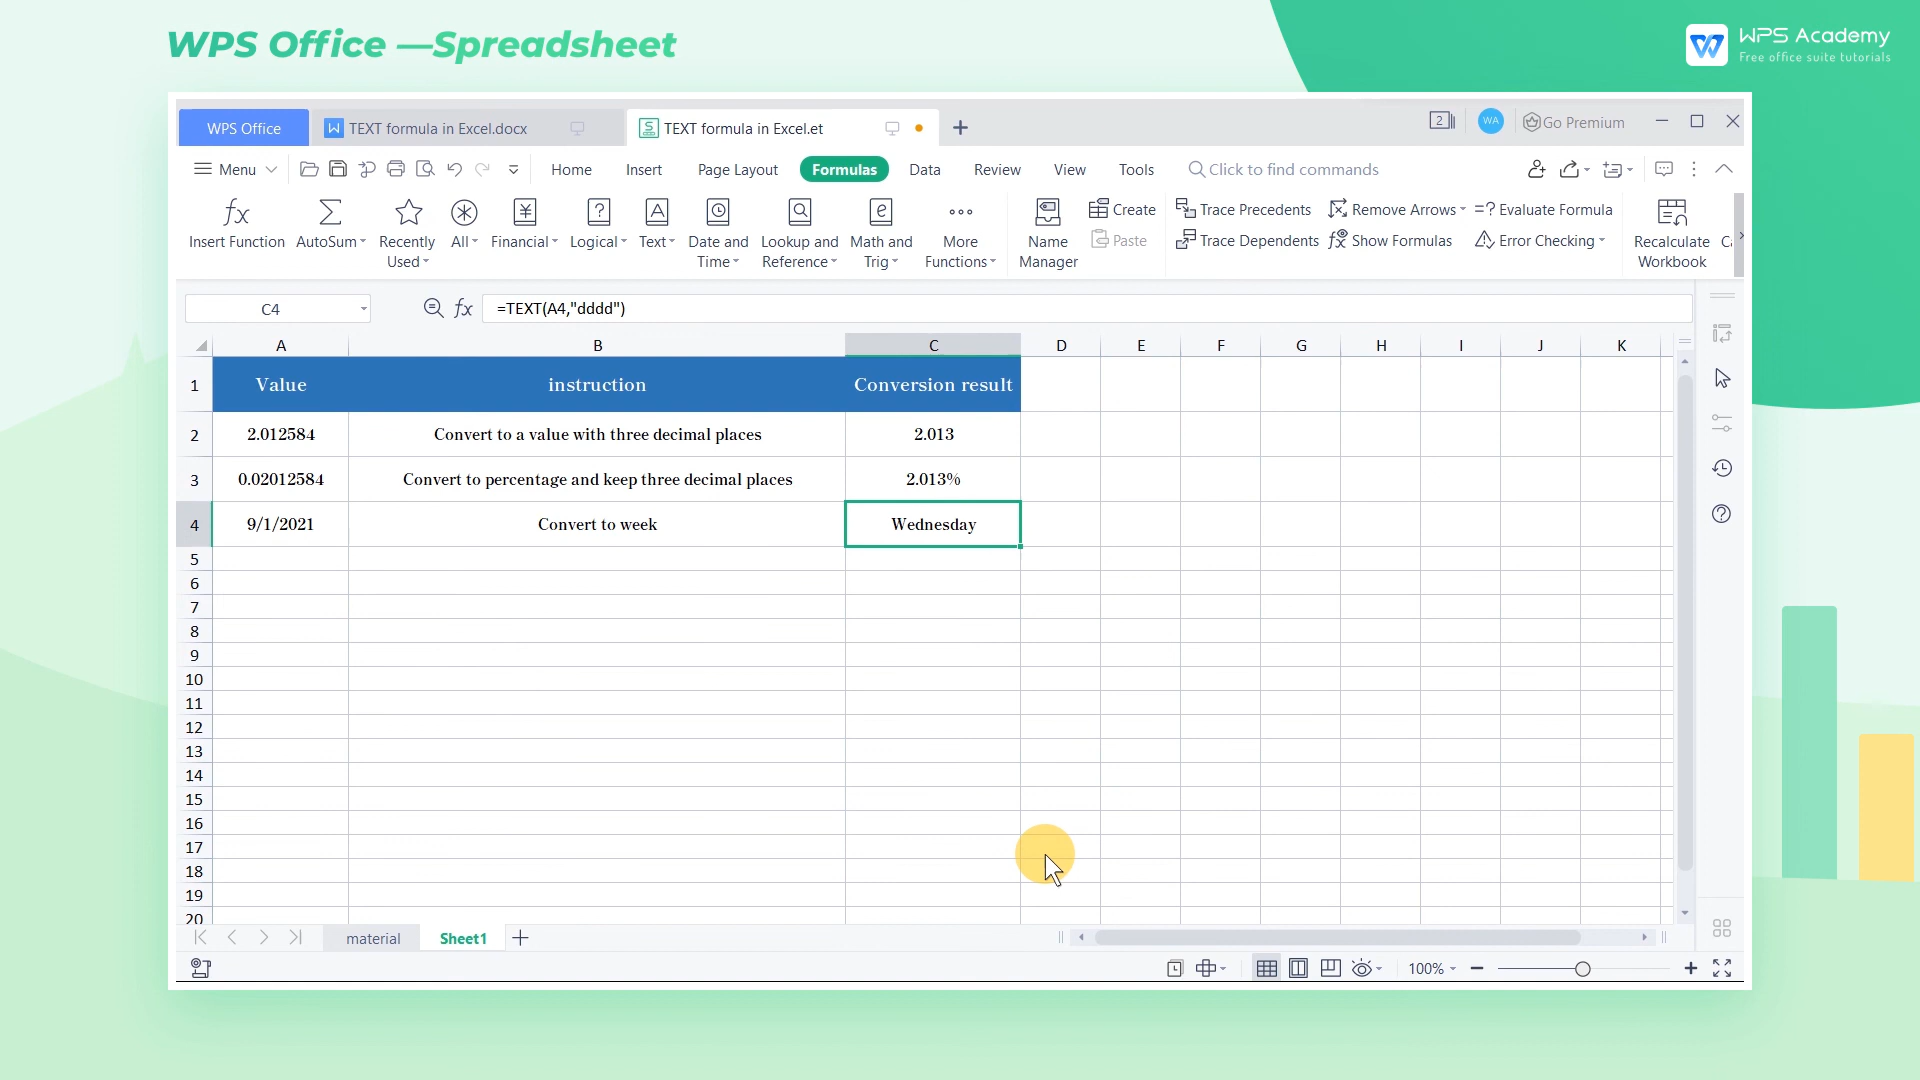 WPS Office —Spreadsheet
WPS Academy
Free office suite tutorials
WPS Office
TEXT formula in Excel.docx
TEXT formula in Excel.et
2
WA
Go Premium
Menu
Home
Insert
Page Layout
Formulas
Data
Review
View
Tools
Click to find commands
Insert Function
AutoSum
Recently Used
All
Financial
Logical
Text
Date and Time
Lookup and Reference
Math and Trig
More Functions
Name Manager
Create
Paste
Trace Precedents
Trace Dependents
Remove Arrows
Show Formulas
=? Evaluate Formula
Error Checking
Recalculate Workbook
C4
fx
=TEXT(A4,"dddd")
A B C D E F G H I J K
1 Value instruction Conversion result
2 2.012584 Convert to a value with three decimal places 2.013
3 0.02012584 Convert to percentage and keep three decimal places 2.013%
4 9/1/2021 Convert to week Wednesday
5
6
7
8
9
10
11
12
13
14
15
16
17
18
19
20
material
Sheet1
100%